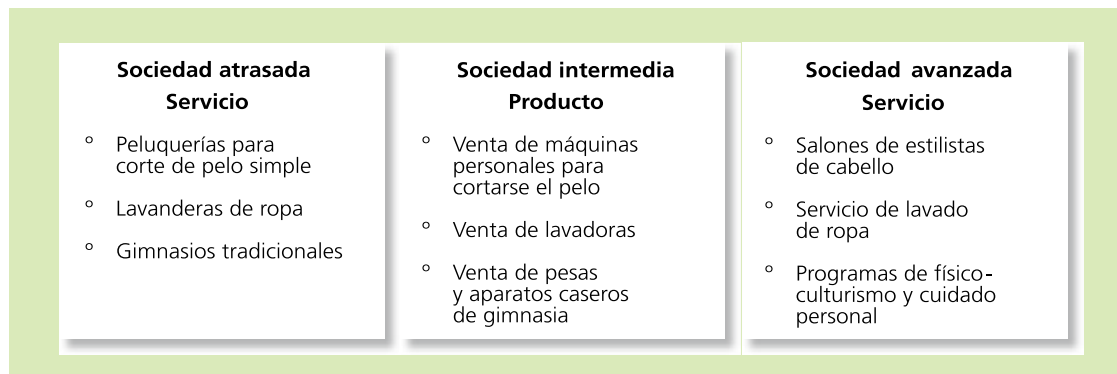 Sociedad atrasada
Servicio
° Peluquerías para
corte de pelo simple
° Lavanderas de ropa
° Gimnasios tradicionales
Sociedad intermedia
Producto
° Venta de máquinas
personales para
cortarse el pelo
° Venta de lavadoras
° Venta de pesas
y aparatos caseros
de gimnasia
Sociedad avanzada
Servicio
° Salones de estilistas
de cabello
° Servicio de lavado
de ropa
° Programas de físico-
culturismo y cuidado
personal